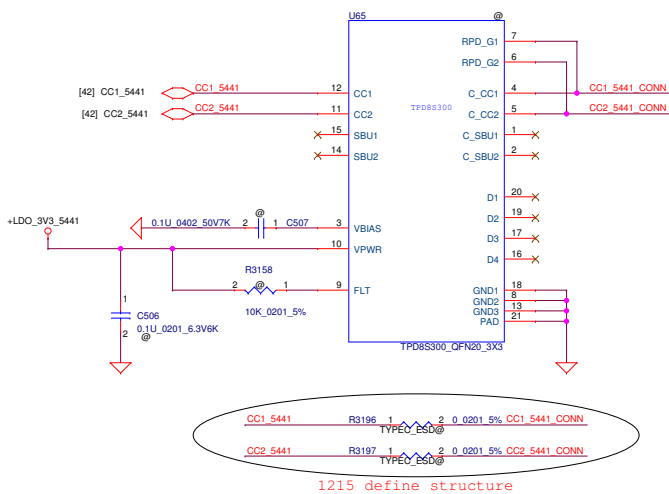 U65 @
RPD_G1 7
RPD_G2 6
[42] CC1_5441 CC1_5441 12 CC1 C_CC1 4 CC1_5441_CONN
TPD8S300
[42] CC2_5441 CC2_5441 11 CC2 C_CC2 5 CC2_5441_CONN
15 SBU1 C_SBU1 1
14 SBU2 C_SBU2 2
D1 20
D2 19
D3 17
D4 16
@
0.1U_0402_50V7K 2 1 C507 3 VBIAS
+LDO_3V3_5441
10 VPWR
R3158
2 @ 1 9 FLT
10K_0201_5%
GND1 18
GND2 8
GND3 13
PAD 21
1
C506
0.1U_0201_6.3V6K
2 @
TPD8S300_QFN20_3X3
CC1_5441 R3196 1 2 0_0201_5% CC1_5441_CONN
TYPEC_ESD@
CC2_5441 R3197 1 2 0_0201_5% CC2_5441_CONN
TYPEC_ESD@
1215 define structure